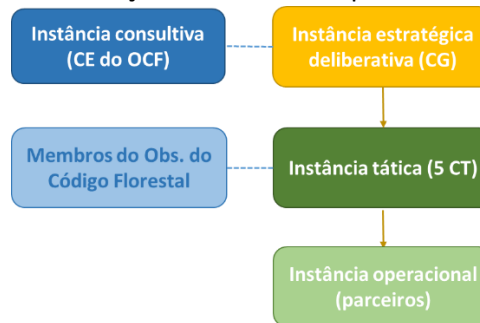 Instância consultiva
(CE do OCF)
Instância estratégica
deliberativa (CG)
Membros do Obs. do
Código Florestal
Instância tática (5 CT)
Instância operacional
(parceiros)